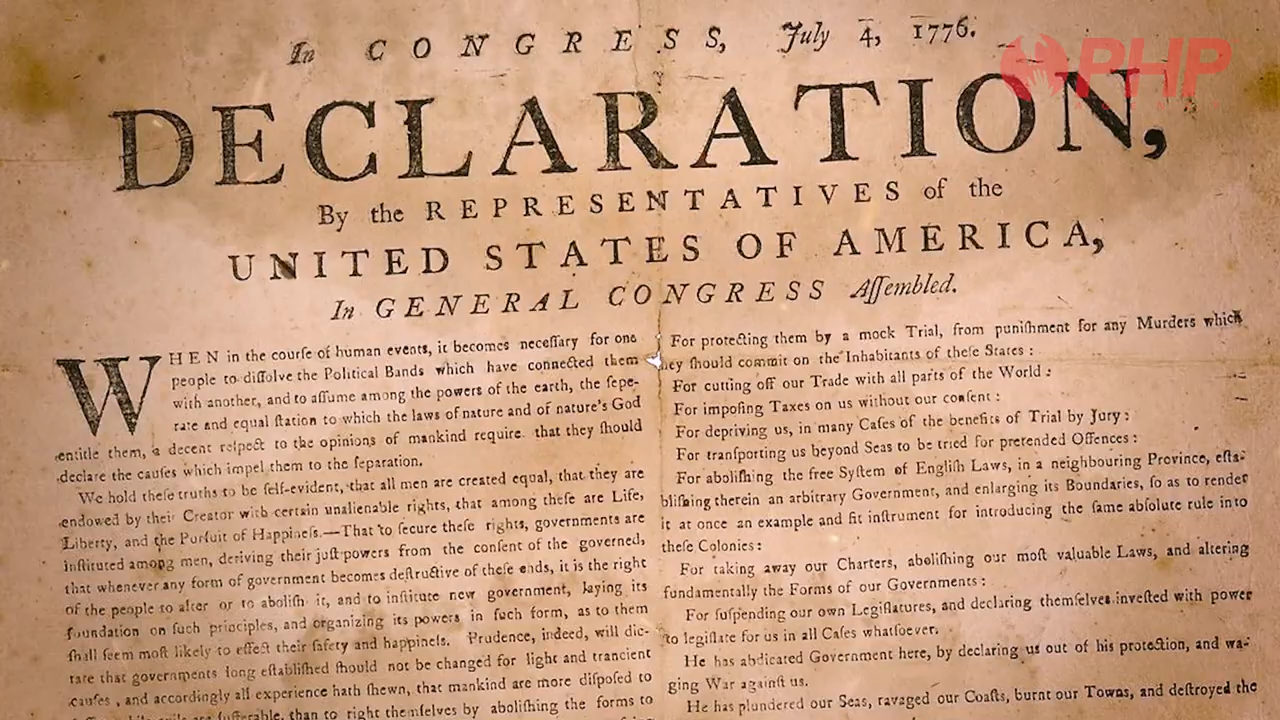 In CONGRESS, July 4, 1776.
PHP
DECLARATION,
By the REPRESENTATIVES of the
UNITED STATES OF AMERICA,
In GENERAL CONGRESS Aſſembled.
WHEN in the courſe of human events, it becomes neceſſary for one
people to diſſolve the Political Bands which have connected them
with another, and to aſſume among the powers of the earth, the ſepe-
rate and equal ſtation to which the laws of nature and of nature's God
entitle them, a decent reſpect to the opinions of mankind require that they ſhould
declare the cauſes which impel them to the ſeparation.
We hold theſe truths to be ſelf-evident, that all men are created equal, that they are
endowed by their Creator with certain unalienable rights, that among theſe are Life,
Liberty, and the Purſuit of Happineſs.—That to ſecure theſe rights, governments are
inſtituted among men, deriving their juſt powers from the conſent of the governed,
that whenever any form of government becomes deſtructive of theſe ends, it is the right
of the people to alter or to aboliſh it, and to inſtitute new government, laying its
foundation on ſuch principles, and organizing its powers in ſuch form, as to them
ſhall ſeem moſt likely to effect their ſafety and happineſs. Prudence, indeed, will dic-
tate that governments long eſtabliſhed ſhould not be changed for light and trancient
cauſes, and accordingly all experience hath ſhewn, that mankind are more diſpoſed to
ſufferable, than to right themſelves by aboliſhing the forms to
For protecting them by a mock Trial, from puniſhment for any Murders which
hey ſhould commit on the Inhabitants of theſe States :
For cutting off our Trade with all parts of the World :
For impoſing Taxes on us without our conſent :
For depriving us, in many Caſes of the benefits of Trial by Jury :
For tranſporting us beyond Seas to be tried for pretended Offences :
For aboliſhing the free Syſtem of Engliſh Laws, in a neighbouring Province, eſta-
bliſhing therein an arbitrary Government, and enlarging its Boundaries, ſo as to render
it at once an example and fit inſtrument for introducing the ſame abſolute rule into
theſe Colonies :
For taking away our Charters, aboliſhing our moſt valuable Laws, and altering
fundamentally the Forms of our Governments :
For ſuſpending our own Legiſlatures, and declaring themſelves inveſted with power
to legiſlate for us in all Caſes whatſoever.
He has abdicated Government here, by declaring us out of his protection, and wa-
ging War againſt us.
He has plundered our Seas, ravaged our Coaſts, burnt our Towns, and deſtroyed the